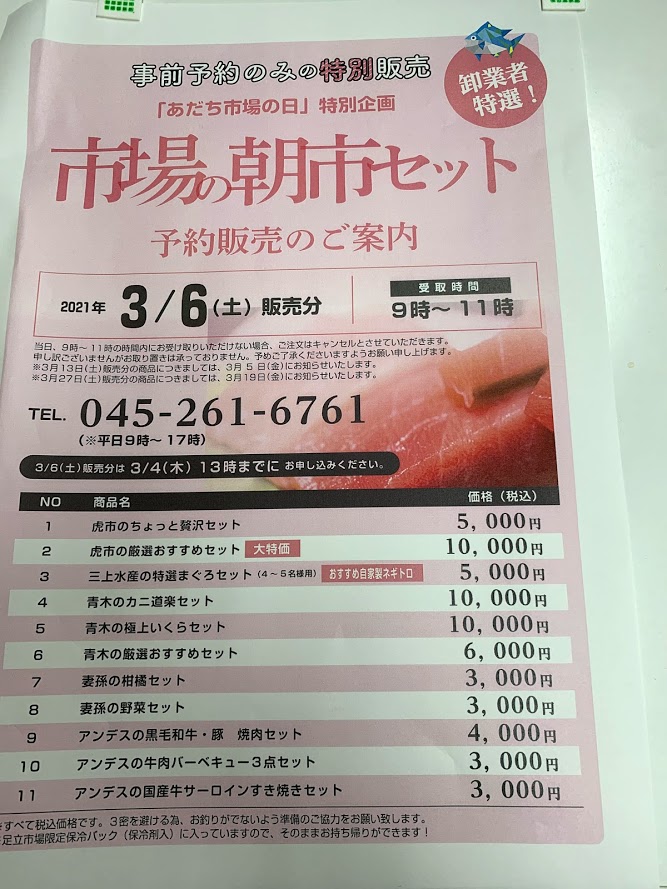 事前予約のみの特別販売
卸業者
特選！
「あだち市場の日」特別企画
市場の朝市セット
予約販売のご案内
2021年 3/6(土) 販売分
受取時間
9時〜11時
当日、9時〜11時の時間内にお受け取りいただけない場合、ご注文はキャンセルとさせていただきます。
申し訳ございませんがお取り置きは承っておりません。予めご了承くださいますようお願い申し上げます。
※3月13日(土)販売分の商品につきましては、3月5日(金)にお知らせいたします。
※3月27日(土)販売分の商品につきましては、3月19日(金)にお知らせいたします。
TEL. 045-261-6761
(※平日9時〜17時)
3/6(土)販売分は 3/4(木) 13時までに お申し込みください。
NO 商品名 価格（税込）
1 虎市のちょっと贅沢セット 5,000円
2 虎市の厳選おすすめセット 大特価 10,000円
3 三上水産の特選まぐろセット（4〜5名様用） おすすめ自家製ネギトロ 5,000円
4 青木のカニ道楽セット 10,000円
5 青木の極上いくらセット 10,000円
6 青木の厳選おすすめセット 6,000円
7 妻孫の柑橘セット 3,000円
8 妻孫の野菜セット 3,000円
9 アンデスの黒毛和牛・豚 焼肉セット 4,000円
10 アンデスの牛肉バーベキュー3点セット 3,000円
11 アンデスの国産牛サーロインすき焼きセット 3,000円
すべて税込価格です。3密を避ける為、お釣りがでないよう準備のご協力をお願い致します。
足立市場限定保冷バック（保冷剤入）に入っていますので、そのままお持ち帰りができます！